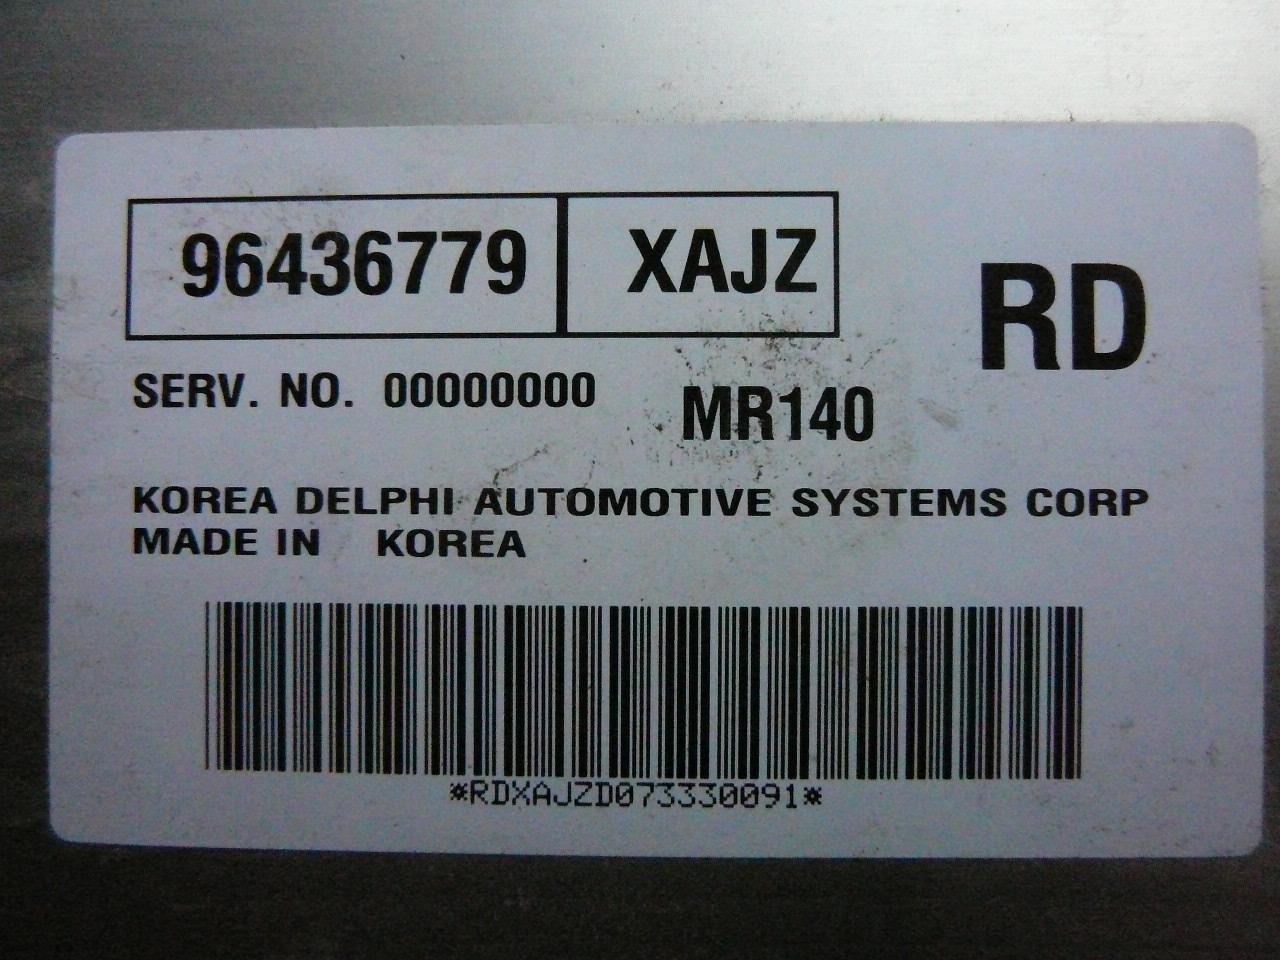 96436779 XAJZ
RD
SERV. NO. 00000000 MR140
KOREA DELPHI AUTOMOTIVE SYSTEMS CORP
MADE IN KOREA
*RDXAJZD073330091*